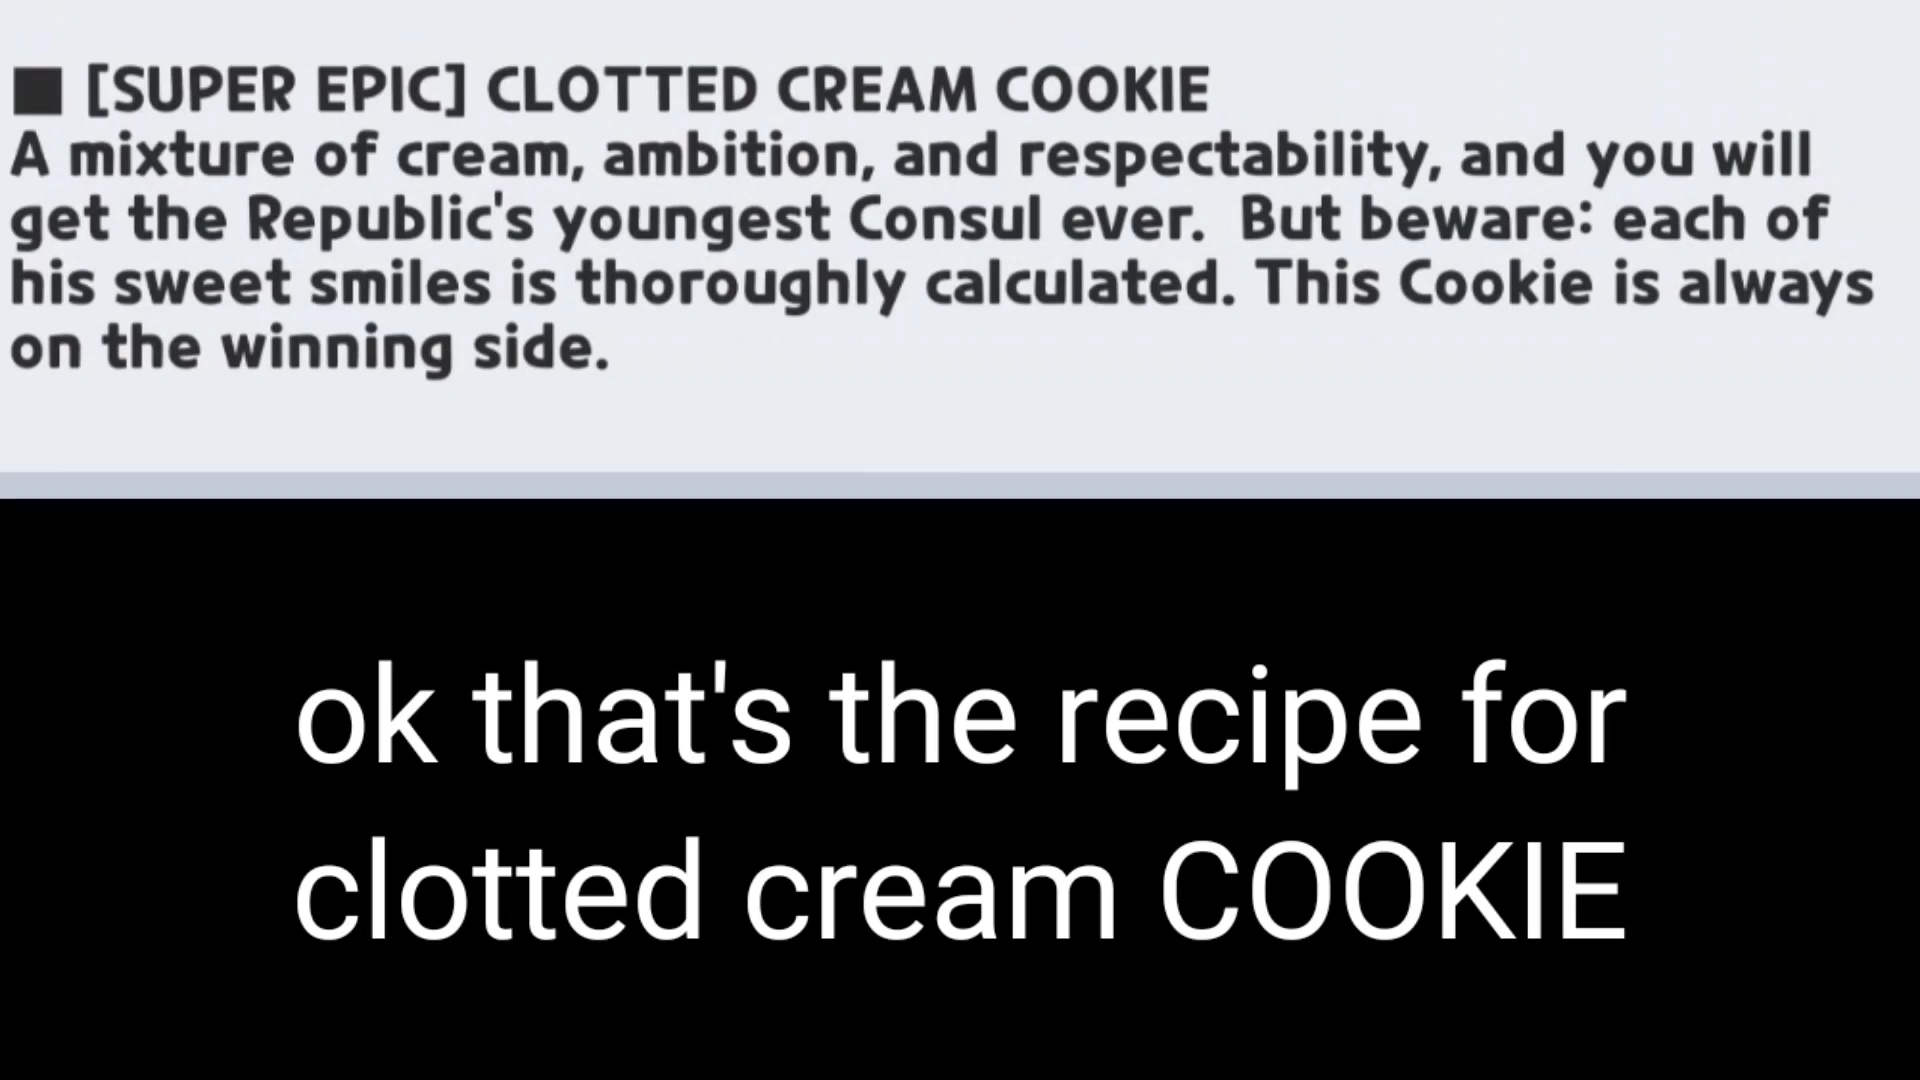 ■ [SUPER EPIC] CLOTTED CREAM COOKIE
A mixture of cream, ambition, and respectability, and you will
get the Republic's youngest Consul ever.  But beware: each of
his sweet smiles is thoroughly calculated. This Cookie is always
on the winning side.
ok that's the recipe for
clotted cream COOKIE